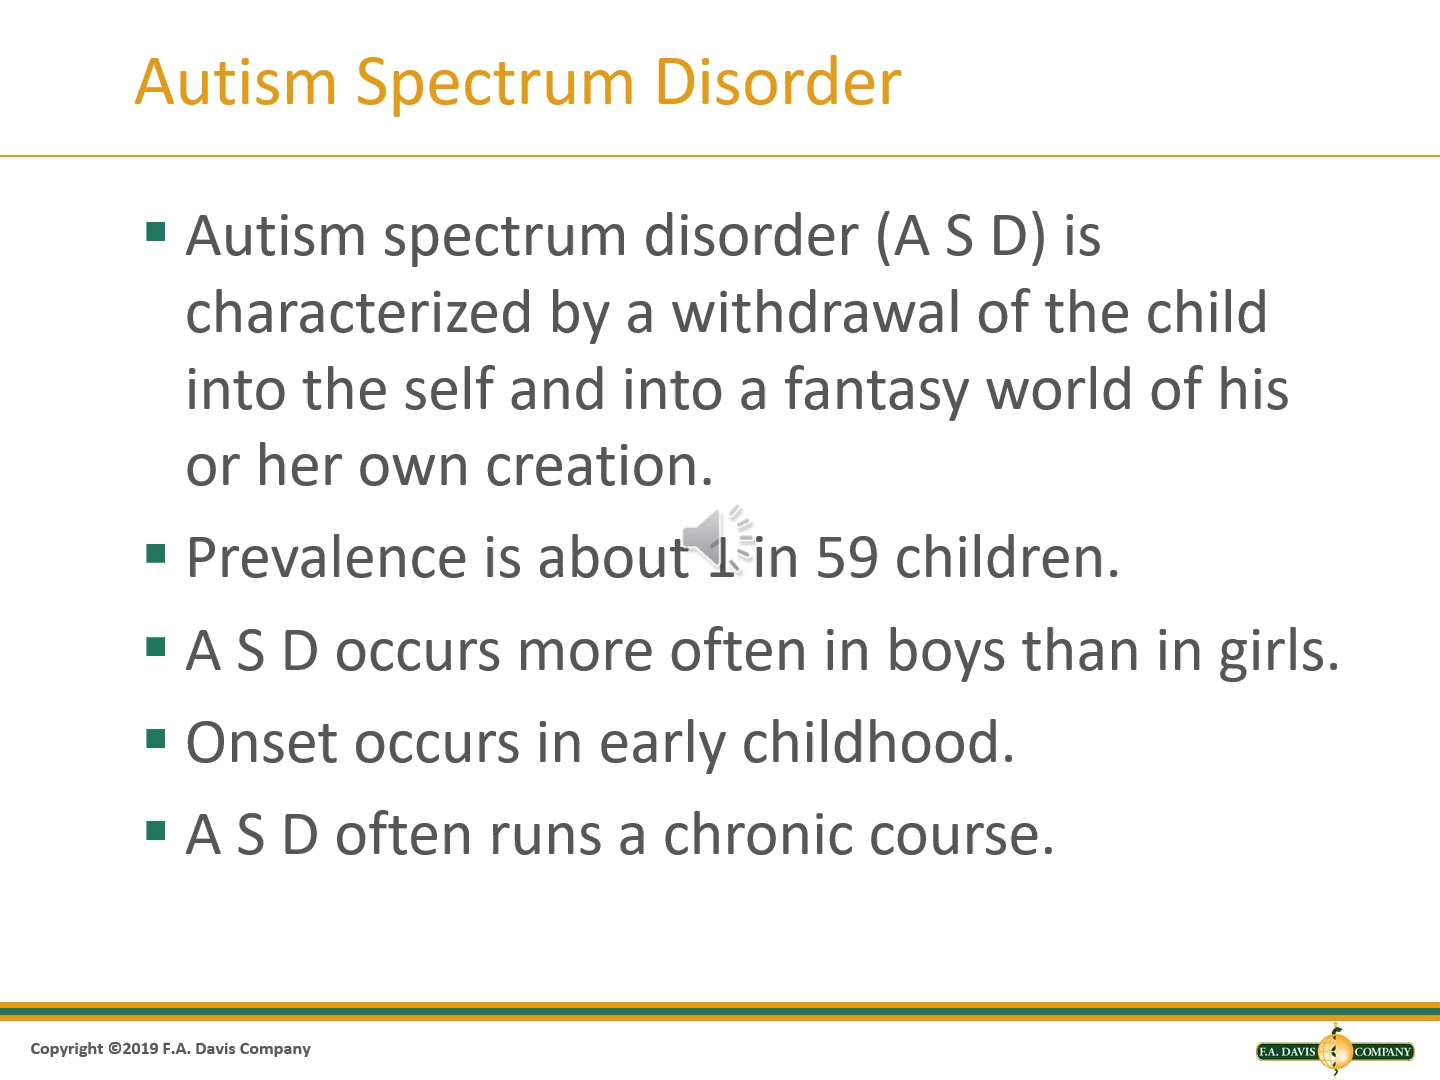 Autism Spectrum Disorder
▪ Autism spectrum disorder (A S D) is
characterized by a withdrawal of the child
into the self and into a fantasy world of his
or her own creation.
▪ Prevalence is about 1 in 59 children.
▪ A S D occurs more often in boys than in girls.
▪ Onset occurs in early childhood.
▪ A S D often runs a chronic course.
Copyright ©2019 F.A. Davis Company
F.A. DAVIS COMPANY